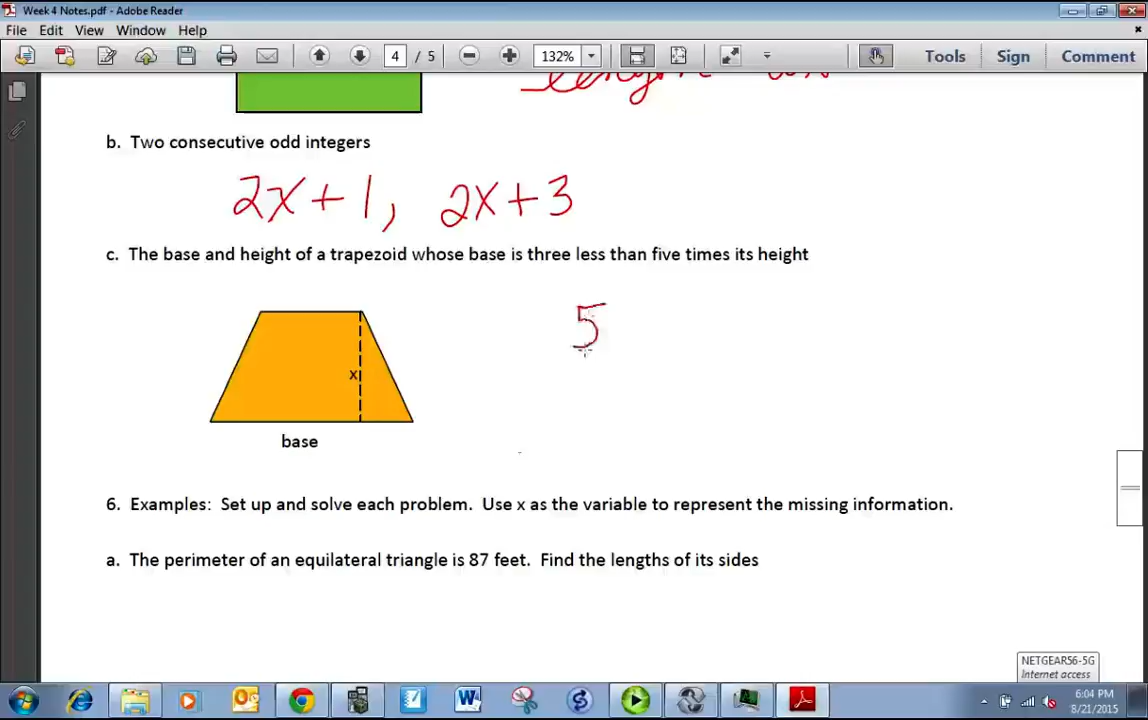 Week 4 Notes.pdf - Adobe Reader
File Edit View Window Help
4 / 5 132% Tools Sign Comment
length
b. Two consecutive odd integers
2x+1, 2x+3
c. The base and height of a trapezoid whose base is three less than five times its height
5
x
base
6. Examples: Set up and solve each problem. Use x as the variable to represent the missing information.
a. The perimeter of an equilateral triangle is 87 feet. Find the lengths of its sides
NETGEAR56-5G
Internet access
6:04 PM
8/21/2015